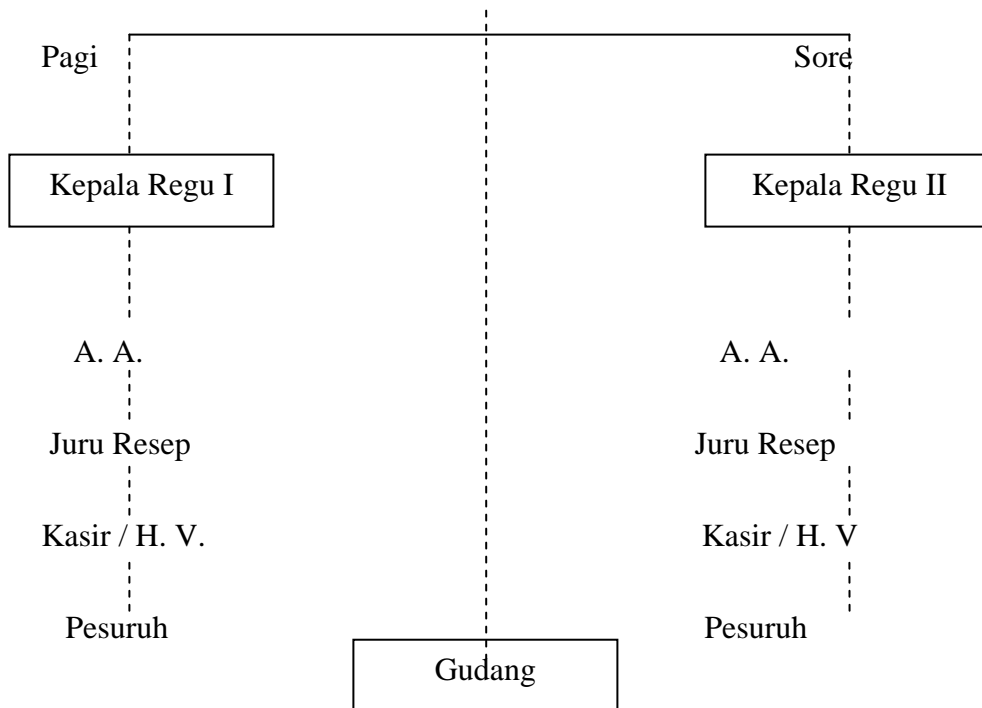 Pagi Sore
Kepala Regu I Kepala Regu II
A. A. A. A.
Juru Resep Juru Resep
Kasir / H. V. Kasir / H. V
Pesuruh Pesuruh
Gudang